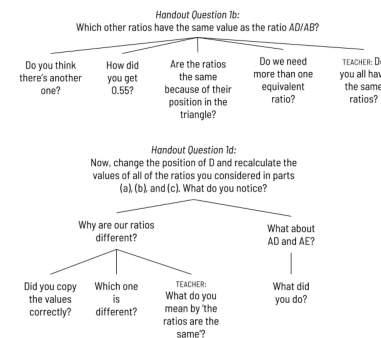 Handout Question 1b:
Which other ratios have the same value as the ratio AD/AB?
Do you think
there's another
one?
How did
you get
0.55?
Are the ratios
the same
because of their
position in the
triangle?
Do we need
more than one
equivalent
ratio?
TEACHER:
you all
the same
ratios?
Handout Question 1d:
Now, change the position of D and recalculate the
values of all of the ratios you considered in parts
(a), (b), and (c). What do you notice?
Why are our ratios
different?
What about
AD and AE?
Did you copy
the values
correctly?
Which one
is
different?
TEACHER:
What do you
mean by 'the
ratios are the
same'?
What did
you do?